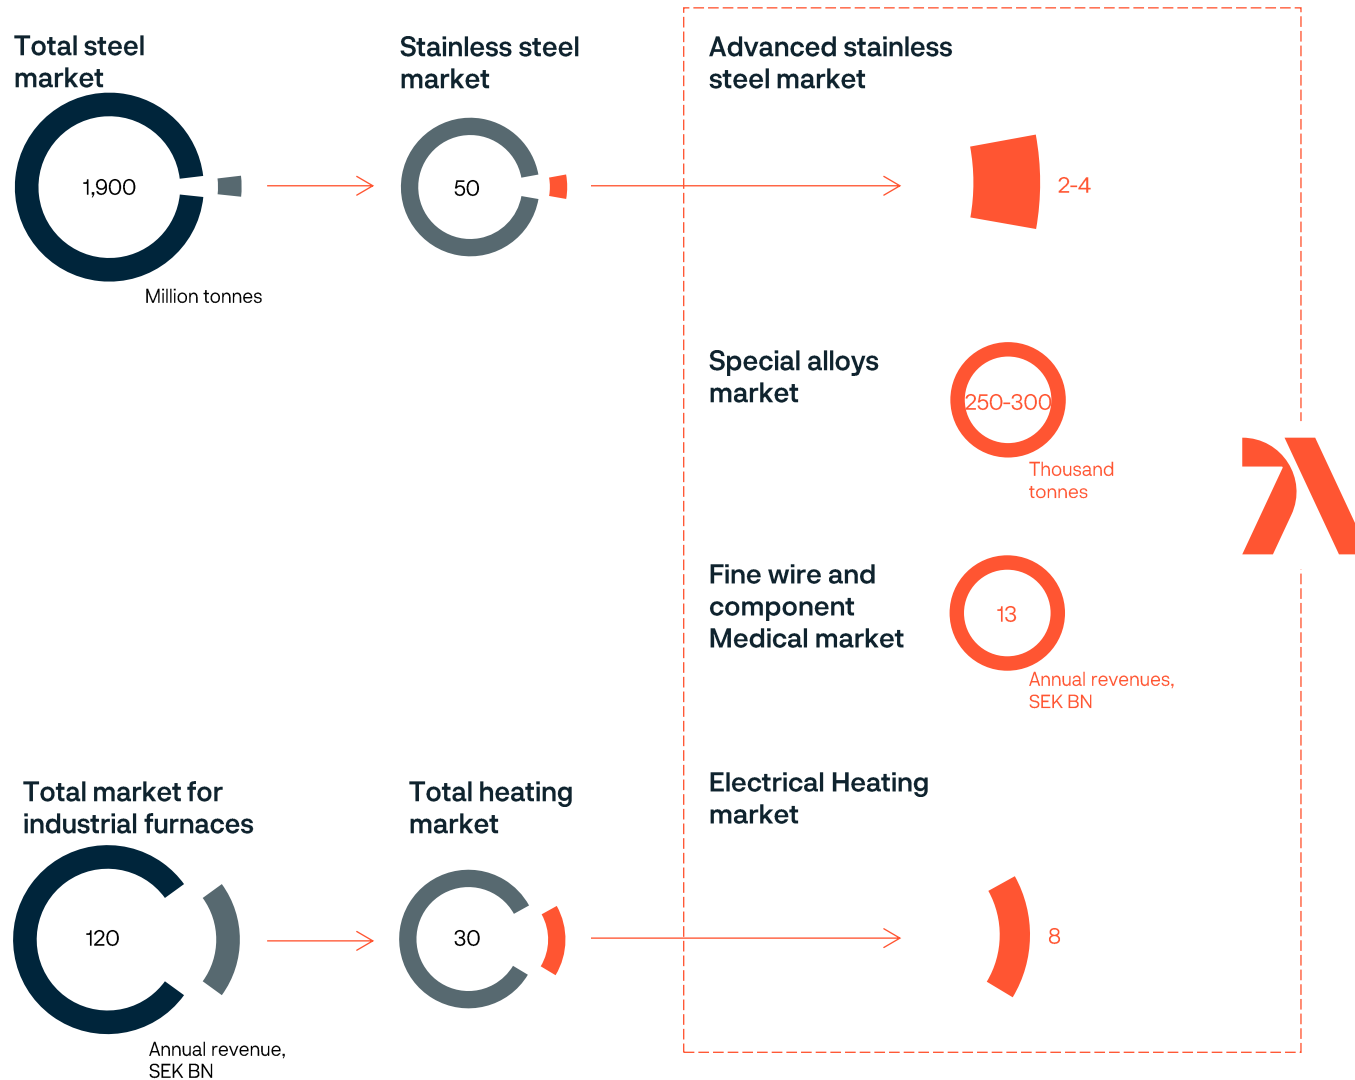 Total steel
market
1,900
Million tonnes
Stainless steel
market
50
Advanced stainless
steel market
2-4
Special alloys
market
250-300
Thousand
tonnes
Fine wire and
component
Medical market
13
Annual revenues,
SEK BN
Total market for
industrial furnaces
120
Annual revenue,
SEK BN
Total heating
market
30
Electrical Heating
market
8